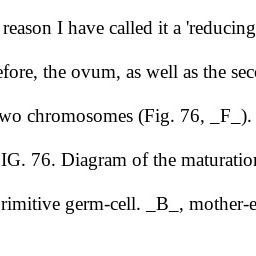 reason I have called it a 'reducing
efore, the ovum, as well as the sec
wo chromosomes (Fig. 76, _F_).
IG. 76. Diagram of the maturation
rimitive germ-cell. _B_, mother-e